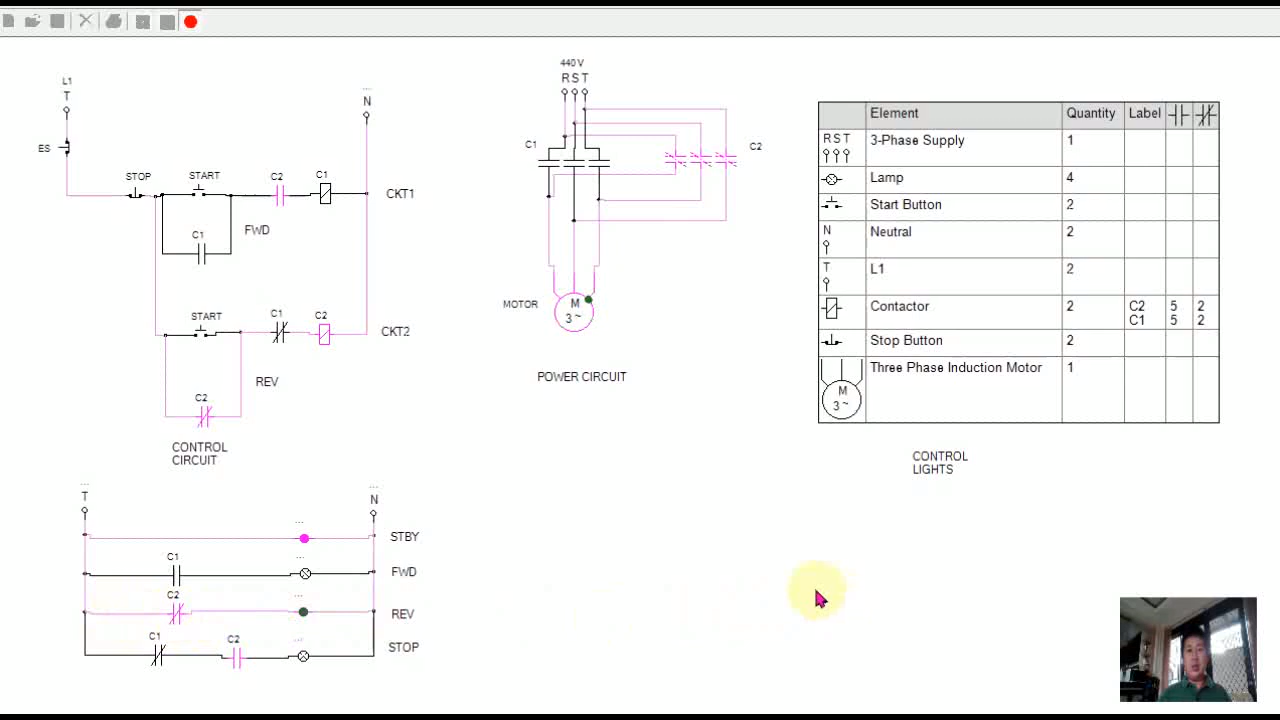 L1
T
ES
STOP
START
C2
C1
N
CKT1
C1
FWD
START
C1
C2
CKT2
REV
C2
CONTROL
CIRCUIT
440 V
R S T
C1
C2
MOTOR
M
3 ~
POWER CIRCUIT
Element Quantity Label
R S T 3-Phase Supply 1
Lamp 4
Start Button 2
N Neutral 2
T L1 2
Contactor 2 C2 5 2
C1 5 2
Stop Button 2
Three Phase Induction Motor 1
M
3 ~
CONTROL
LIGHTS
...
T
...
N
...
STBY
C1
...
FWD
C2
...
REV
C1
C2
...
STOP